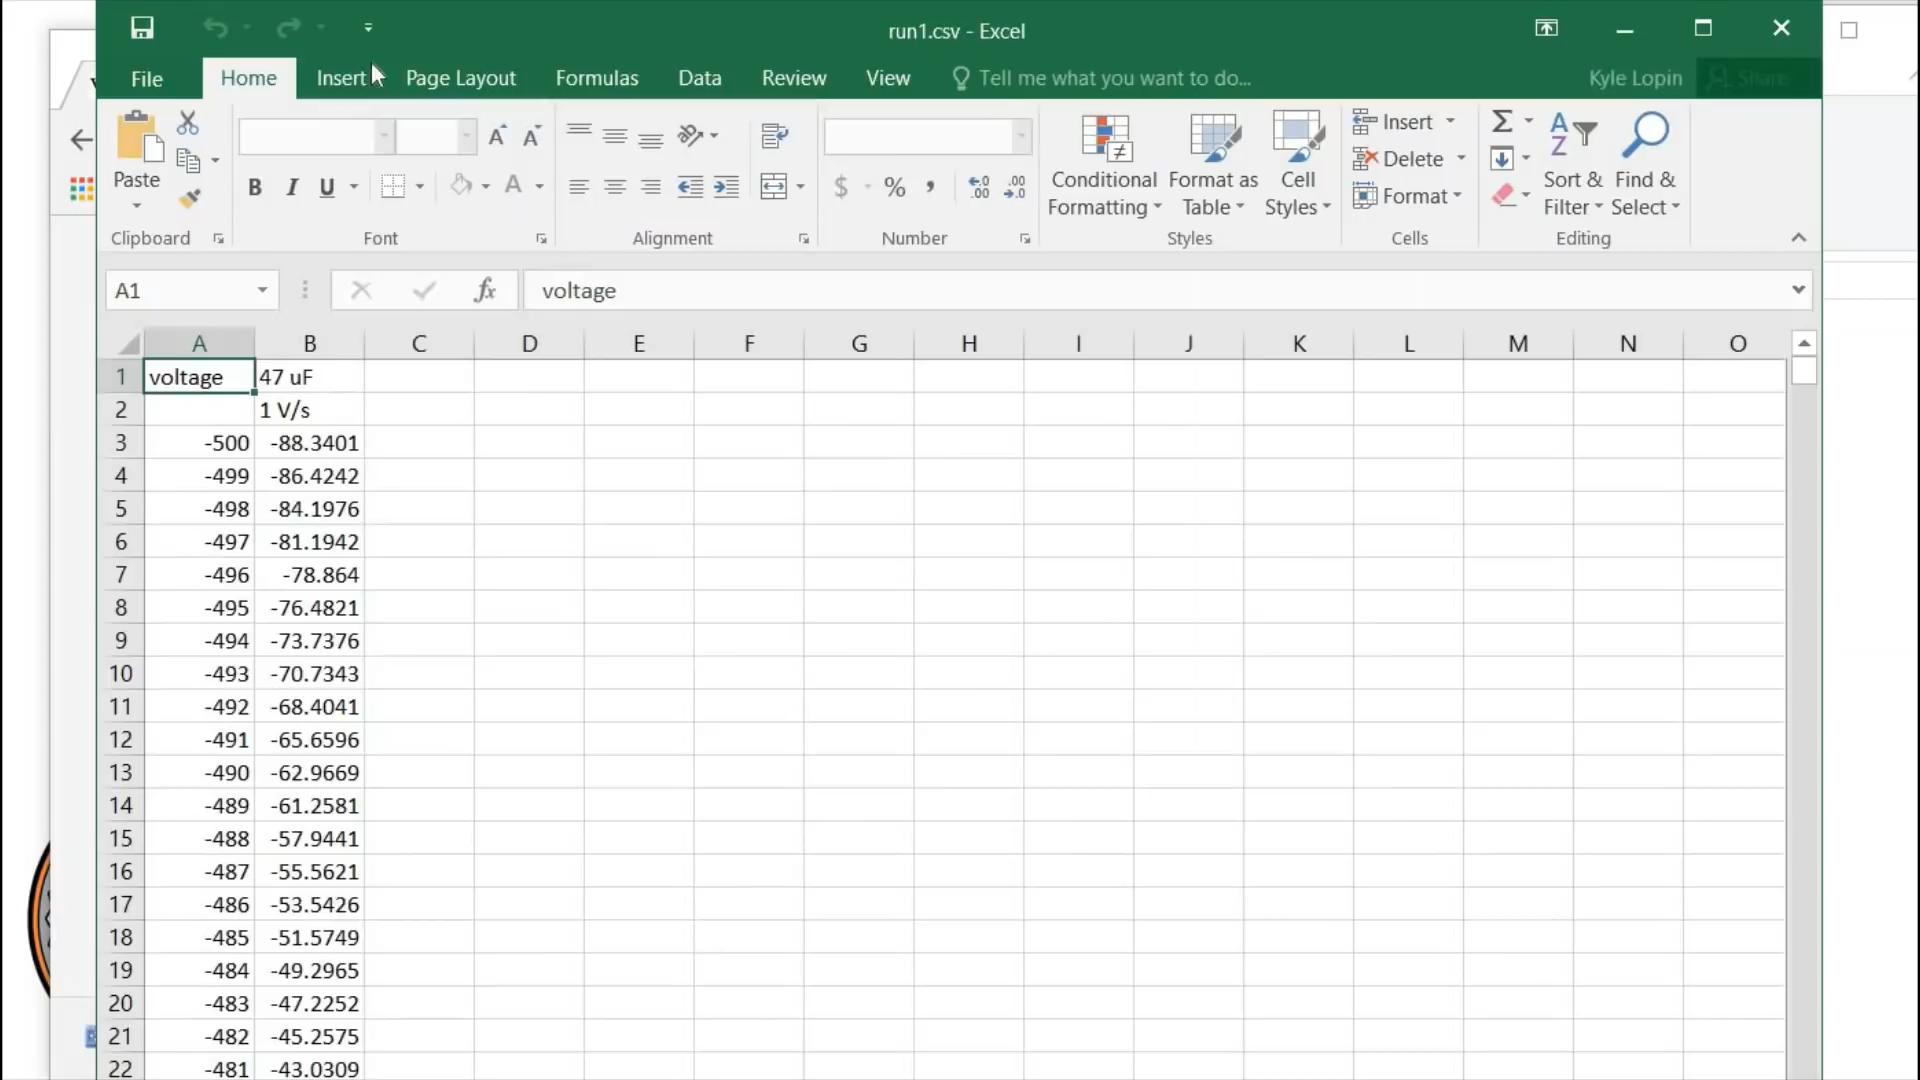 run1.csv - Excel
File Home Insert Page Layout Formulas Data Review View Tell me what you want to do... Kyle Lopin Share
Paste
Clipboard
A A
B I U A
Font
Alignment
$ % , .0 .00 .00 .0
Number
Conditional Formatting
Format as Table
Cell Styles
Styles
Insert
Delete
Format
Cells
Σ
Sort & Filter
Find & Select
Editing
A1 fx voltage
A B C D E F G H I J K L M N O
1 voltage 47 uF
2 1 V/s
3 -500 -88.3401
4 -499 -86.4242
5 -498 -84.1976
6 -497 -81.1942
7 -496 -78.864
8 -495 -76.4821
9 -494 -73.7376
10 -493 -70.7343
11 -492 -68.4041
12 -491 -65.6596
13 -490 -62.9669
14 -489 -61.2581
15 -488 -57.9441
16 -487 -55.5621
17 -486 -53.5426
18 -485 -51.5749
19 -484 -49.2965
20 -483 -47.2252
21 -482 -45.2575
22 -481 -43.0309